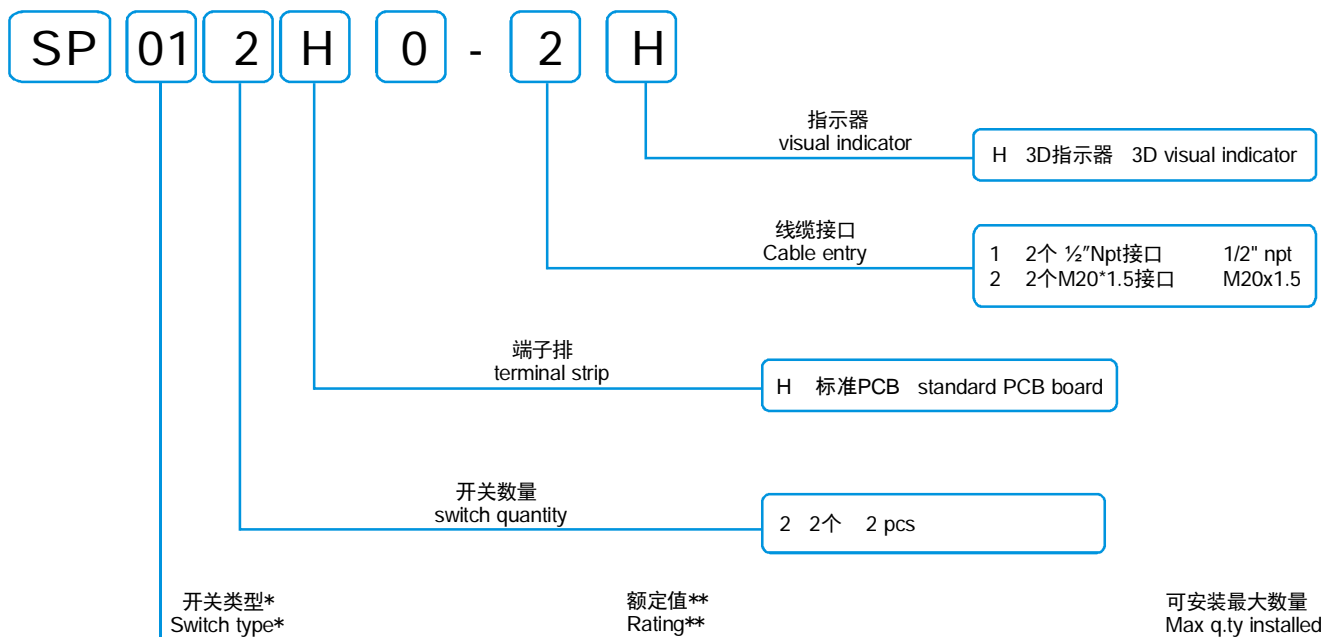 SP 01 2 H 0 - 2 H
指示器
visual indicator
H 3D指示器 3D visual indicator
线缆接口
Cable entry
1 2个 ½″Npt接口 1/2" npt
2 2个M20*1.5接口 M20x1.5
端子排
terminal strip
H 标准PCB standard PCB board
开关数量
switch quantity
2 2个 2 pcs
开关类型* 额定值** 可安装最大数量
Switch type* Rating** Max q.ty installed